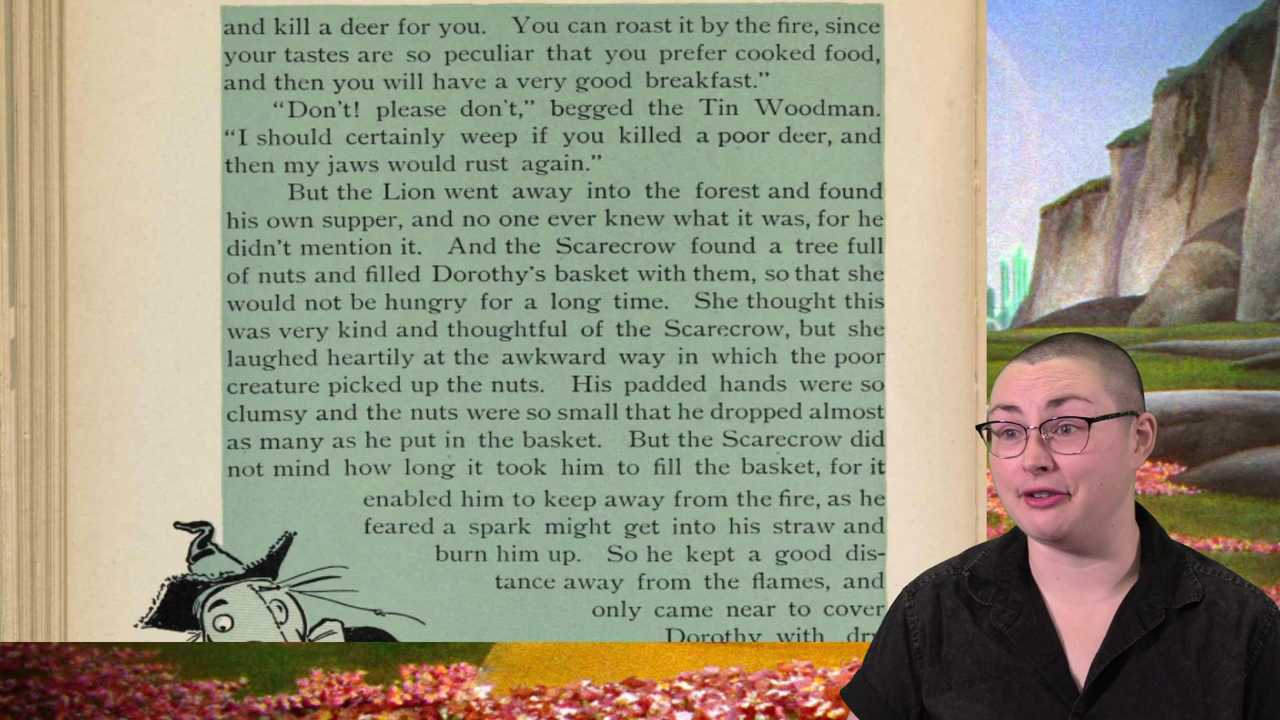 and kill a deer for you. You can roast it by the fire, since
your tastes are so peculiar that you prefer cooked food,
and then you will have a very good breakfast.”
“Don't! please don't,” begged the Tin Woodman.
“I should certainly weep if you killed a poor deer, and
then my jaws would rust again.”
But the Lion went away into the forest and found
his own supper, and no one ever knew what it was, for he
didn't mention it. And the Scarecrow found a tree full
of nuts and filled Dorothy's basket with them, so that she
would not be hungry for a long time. She thought this
was very kind and thoughtful of the Scarecrow, but she
laughed heartily at the awkward way in which the poor
creature picked up the nuts. His padded hands were so
clumsy and the nuts were so small that he dropped almost
as many as he put in the basket. But the Scarecrow did
not mind how long it took him to fill the basket, for it
enabled him to keep away from the fire, as he
feared a spark might get into his straw and
burn him up. So he kept a good dis-
tance away from the flames, and
only came near to cover
Dorothy with